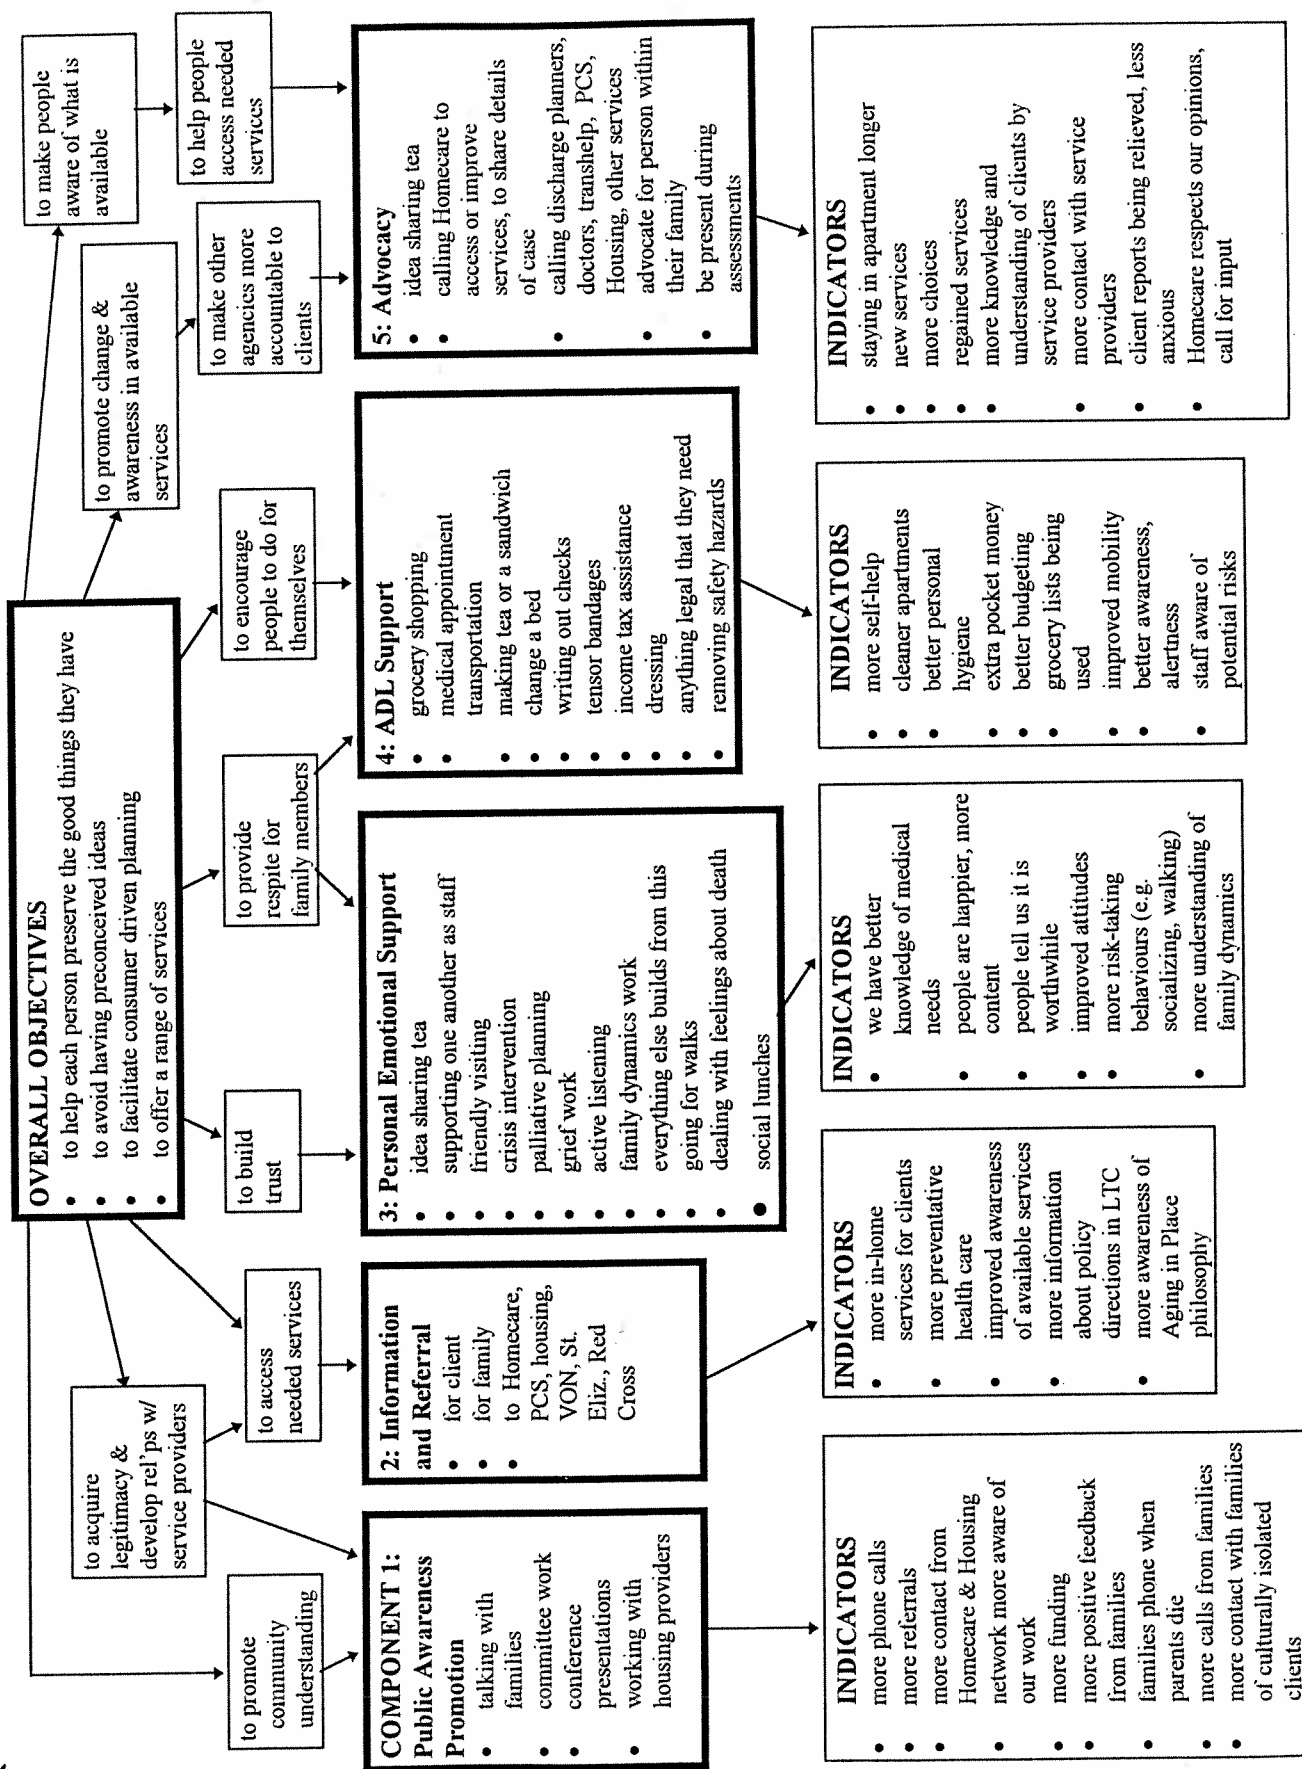 OVERALL OBJECTIVES
• to help each person preserve the good things they have
• to avoid having preconceived ideas
• to facilitate consumer driven planning
• to offer a range of services
to acquire
legitimacy &
develop rel'ps w/
service providers
to promote change &
awareness in available
services
to make people
aware of what is
available
to promote
community
understanding
to access
needed services
to build
trust
to provide
respite for
family members
to encourage
people to do for
themselves
to make other
agencies more
accountable to
clients
to help people
access needed
services
COMPONENT 1:
Public Awareness
Promotion
• talking with
families
• committee work
• conference
presentations
• working with
housing providers
2: Information
and Referral
• for client
• for family
• to Homecare,
PCS, housing,
VON, St.
Eliz., Red
Cross
3: Personal Emotional Support
• idea sharing tea
• supporting one another as staff
• friendly visiting
• crisis intervention
• palliative planning
• grief work
• active listening
• family dynamics work
• everything else builds from this
• going for walks
• dealing with feelings about death
• social lunches
4: ADL Support
• grocery shopping
• medical appointment
transportation
• making tea or a sandwich
• change a bed
• writing out checks
• tensor bandages
• income tax assistance
• dressing
• anything legal that they need
• removing safety hazards
5: Advocacy
• idea sharing tea
• calling Homecare to
access or improve
services, to share details
of case
• calling discharge planners,
doctors, transhelp, PCS,
Housing, other services
• advocate for person within
their family
• be present during
assessments
INDICATORS
• more phone calls
• more referrals
• more contact from
Homecare & Housing
• network more aware of
our work
• more funding
• more positive feedback
from families
• families phone when
parents die
• more calls from families
• more contact with families
of culturally isolated
clients
INDICATORS
• more in-home
services for clients
• more preventative
health care
• improved awareness
of available services
• more information
about policy
directions in LTC
• more awareness of
Aging in Place
philosophy
INDICATORS
• we have better
knowledge of medical
needs
• people are happier, more
content
• people tell us it is
worthwhile
• improved attitudes
• more risk-taking
behaviours (e.g.
socializing, walking)
• more understanding of
family dynamics
INDICATORS
• more self-help
• cleaner apartments
• better personal
hygiene
• extra pocket money
• better budgeting
• grocery lists being
used
• improved mobility
• better awareness,
alertness
• staff aware of
potential risks
INDICATORS
• staying in apartment longer
• new services
• more choices
• regained services
• more knowledge and
understanding of clients by
service providers
• more contact with service
providers
• client reports being relieved, less
anxious
• Homecare respects our opinions,
call for input